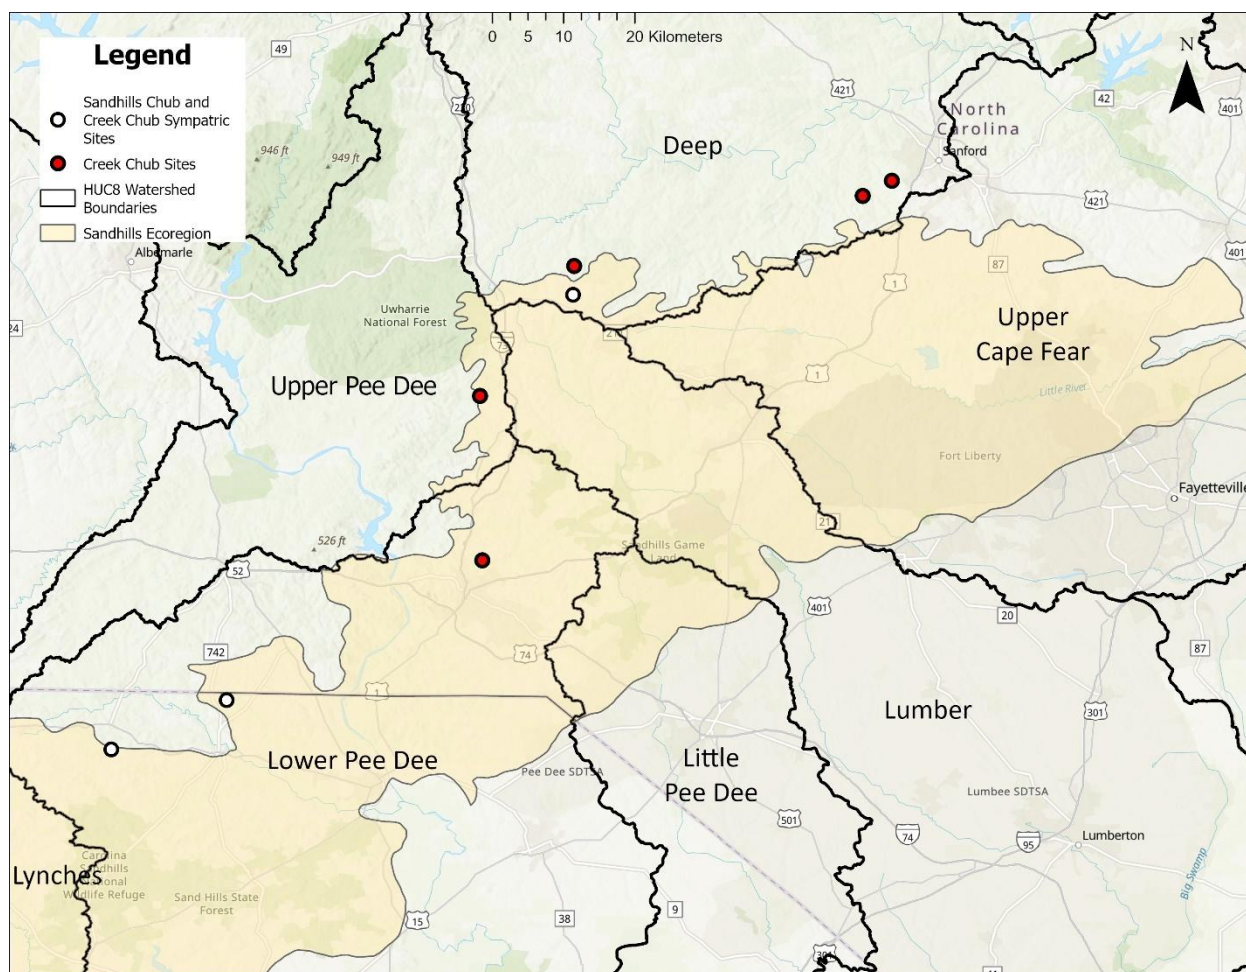 0 5 10 20 Kilometers
Legend
Sandhills Chub and
Creek Chub Sympatric
Sites
Creek Chub Sites
HUC8 Watershed
Boundaries
Sandhills Ecoregion
N
49
220
421
42
401
North
Carolina
Sanford
Deep
946 ft
949 ft
421
Albemarle
401
87
1
Uwharrie
National Forest
24
73
Upper
Cape Fear
1
Upper Pee Dee
Little River
Fort Liberty
Fayetteville
526 ft
Sandhills Game
Land
52
401
20
87
742
74
1
301
Lumber
Lower Pee Dee
Little
Pee Dee
Pee Dee SDTSA
Lumbee SDTSA
501
74
95
Lumberton
Carolina
Sandhills
National
Wildlife Refuge
Lynches
Sand Hills State
Forest
Big Swamp
15
38
9